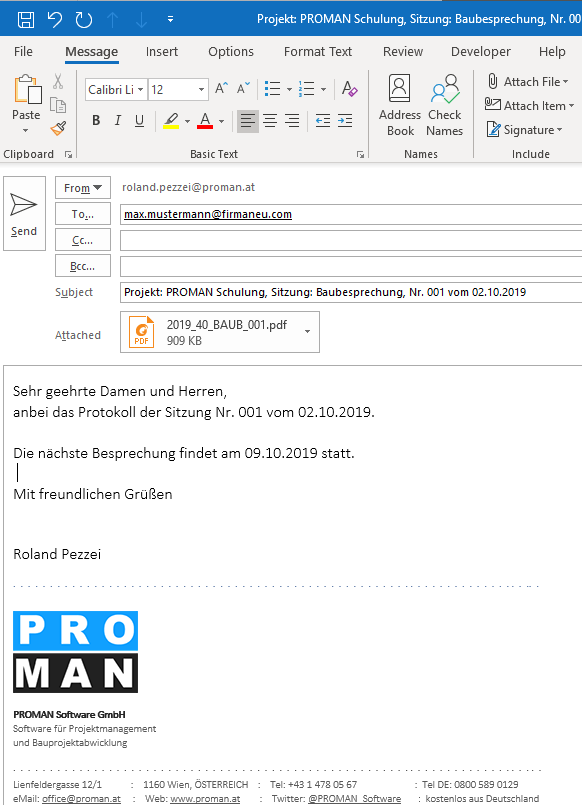 Projekt: PROMAN Schulung, Sitzung: Baubesprechung, Nr. 00
File Message Insert Options Format Text Review Developer Help
Paste
Calibri Li 12
B I U A
Address Book
Check Names
Attach File
Attach Item
Signature
Clipboard Basic Text Names Include
Send
From roland.pezzei@proman.at
To... max.mustermann@firmaneu.com
Cc...
Bcc...
Subject Projekt: PROMAN Schulung, Sitzung: Baubesprechung, Nr. 001 vom 02.10.2019
Attached PDF 2019_40_BAUB_001.pdf
909 KB
Sehr geehrte Damen und Herren,
anbei das Protokoll der Sitzung Nr. 001 vom 02.10.2019.
Die nächste Besprechung findet am 09.10.2019 statt.
Mit freundlichen Grüßen
Roland Pezzei
PRO
MAN
PROMAN Software GmbH
Software für Projektmanagement
und Bauprojektabwicklung
Lienfeldergasse 12/1 : 1160 Wien, ÖSTERREICH : Tel: +43 1 478 05 67 : Tel DE: 0800 589 0129
eMail: office@proman.at : Web: www.proman.at : Twitter: @PROMAN_Software : kostenlos aus Deutschland